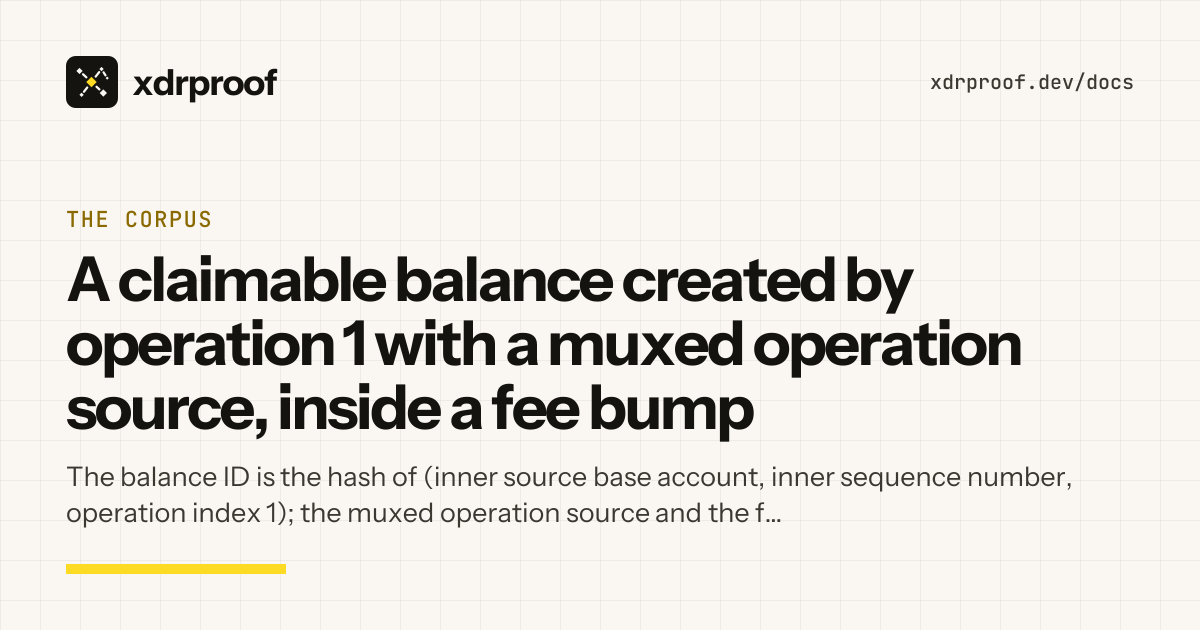 xdrproof
xdrproof.dev/docs
THE CORPUS
A claimable balance created by
operation 1 with a muxed operation
source, inside a fee bump
The balance ID is the hash of (inner source base account, inner sequence number,
operation index 1); the muxed operation source and the f…